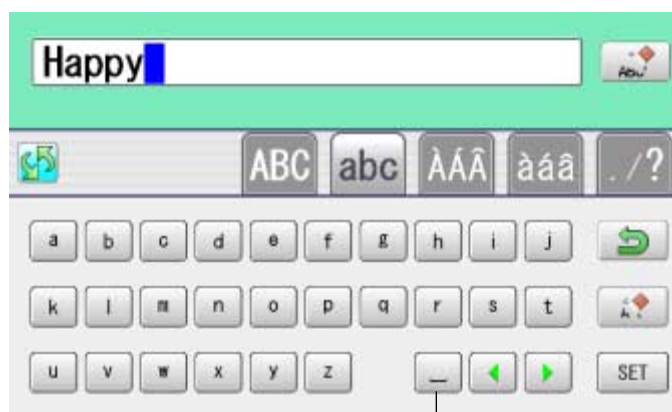 Happy
ABC abc ÀÁÂ àáâ ./?
a b c d e f g h i j
k l m n o p q r s t
u v w x y z _ SET